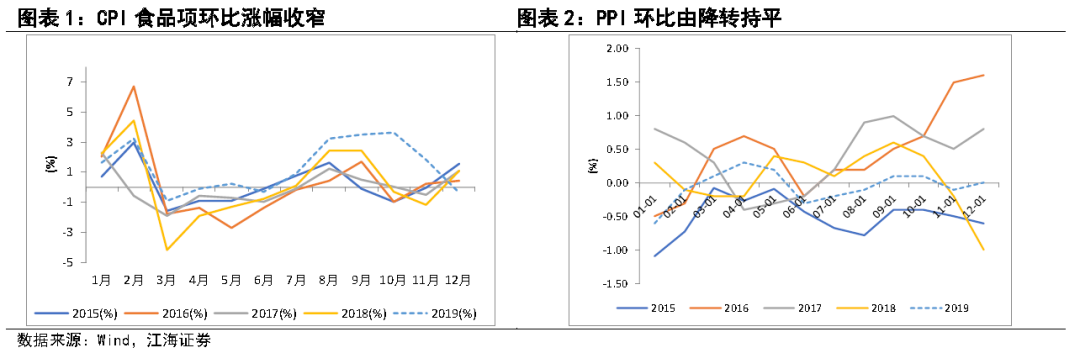 图表 1：CPI 食品项环比涨幅收窄
(%)
7
5
3
1
-1
-3
-5
1月 2月 3月 4月 5月 6月 7月 8月 9月 10月 11月 12月
2015(%) 2016(%) 2017(%) 2018(%) 2019(%)
图表 2：PPI 环比由降转持平
(%)
2.00
1.50
1.00
0.50
0.00
-0.50
-1.00
-1.50
01-01 02-01 03-01 04-01 05-01 06-01 07-01 08-01 09-01 10-01 11-01 12-01
2015 2016 2017 2018 2019
数据来源：Wind，江海证券